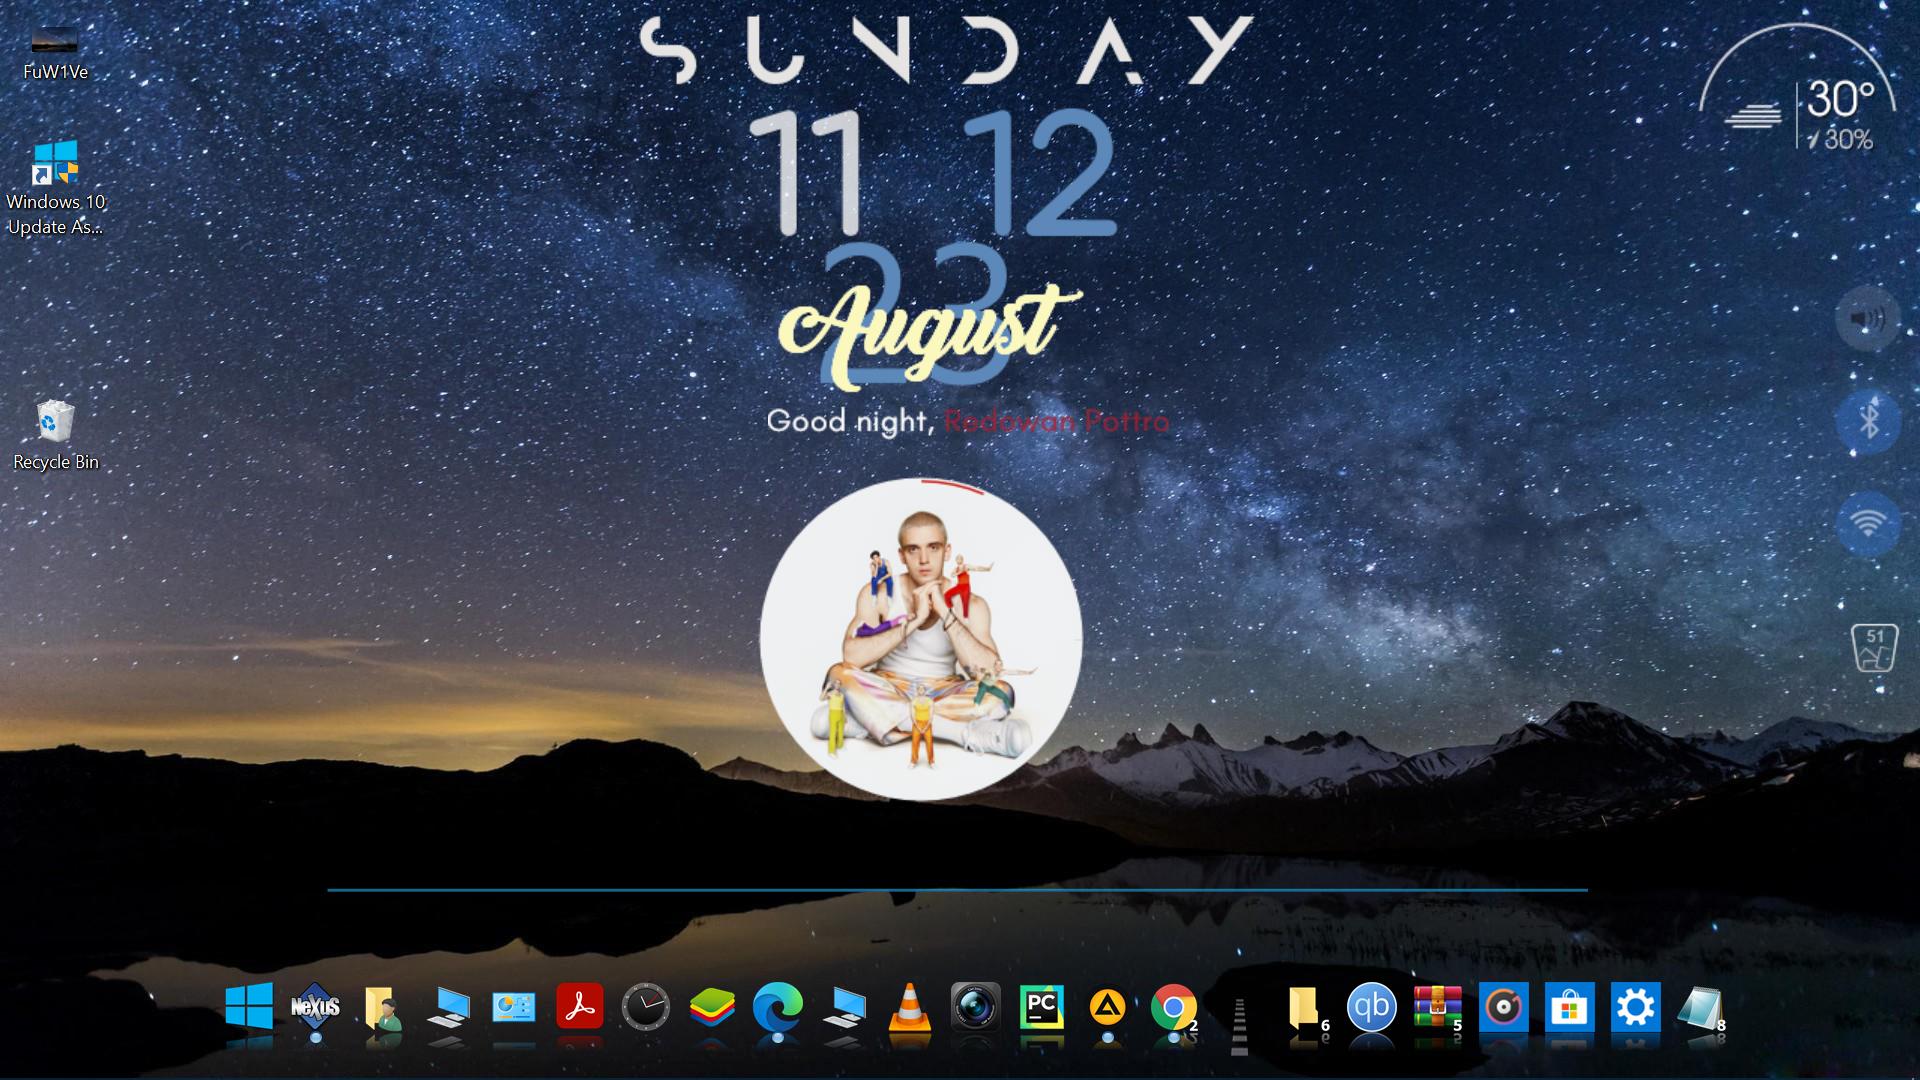 SUNDAY
11 12
23
August
Good night, Redowan Pottro
30°
30%
FuW1Ve
Windows 10
Update As...
Recycle Bin
51
NeXuS
PC
2
6
qb
5
8